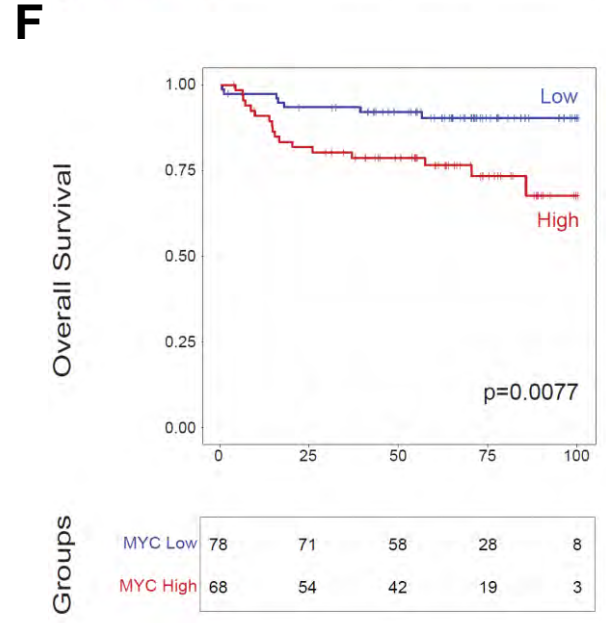 F
Overall Survival
1.00
0.75
0.50
0.25
0.00
Low
High
p=0.0077
0 25 50 75 100
Groups
MYC Low 78 71 58 28 8
MYC High 68 54 42 19 3